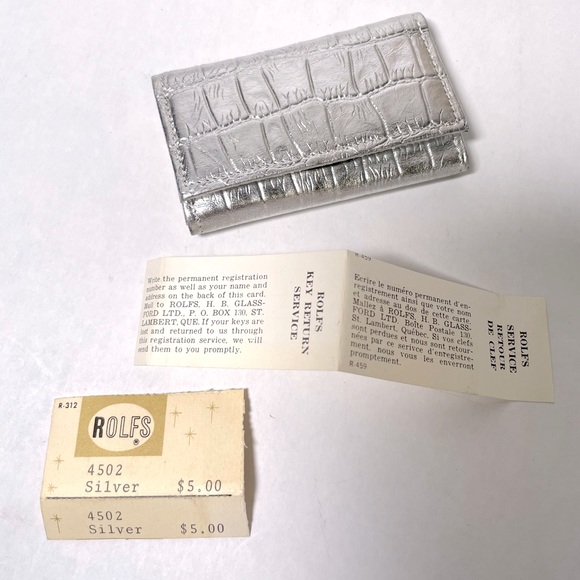 Write the permanent registration
number as well as your name and
address on the back of this card.
Mail to ROLFS, H. B. GLASS-
FORD LTD., P. O. BOX 130, ST.
LAMBERT, QUE. If your keys are
lost and returned to us through
this registration service, we will
send them to you promptly.
ROLFS
KEY RETURN
SERVICE
R-459
Ecrire le numéro permanent d'en-
registrement ainsi que votre nom
et adresse au dos de cette carte.
Mallez à ROLFS, H. B. GLASS-
FORD LTD Boîte Postale 130,
St. Lambert, Québec. Si vos clefs
sont perdues et nous sont retour-
nées par ce service d'enregistre-
ment, nous vous les enverront
promptement.
R-459
ROLFS
SERVICE
RETOUR
DE CLEF
R-312
ROLFS
®
4502
Silver $5.00
4502
Silver $5.00